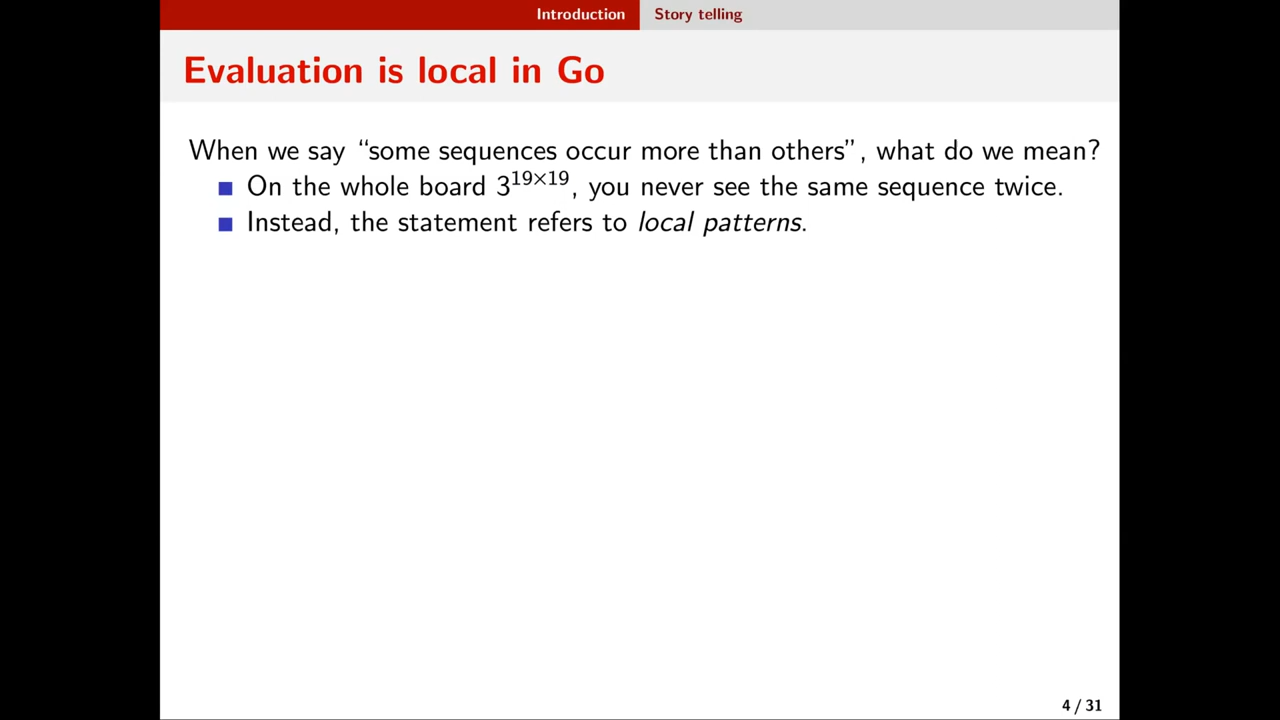 Introduction Story telling
Evaluation is local in Go
When we say “some sequences occur more than others”, what do we mean?
■ On the whole board 3^{19×19}, you never see the same sequence twice.
■ Instead, the statement refers to local patterns.
4 / 31